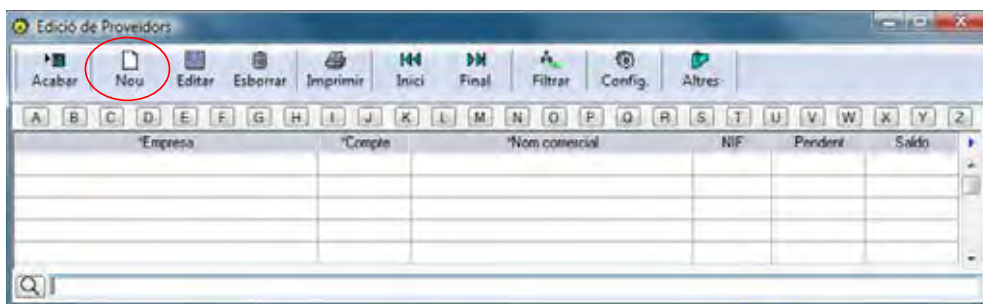 Edició de Proveïdors
Acabar Nou Editar Esborrar Imprimir Inici Final Filtrar Config. Altres
A B C D E F G H I J K L M N O P Q R S T U V W X Y Z
*Empresa *Compte *Nom comercial NIF Pendent Saldo